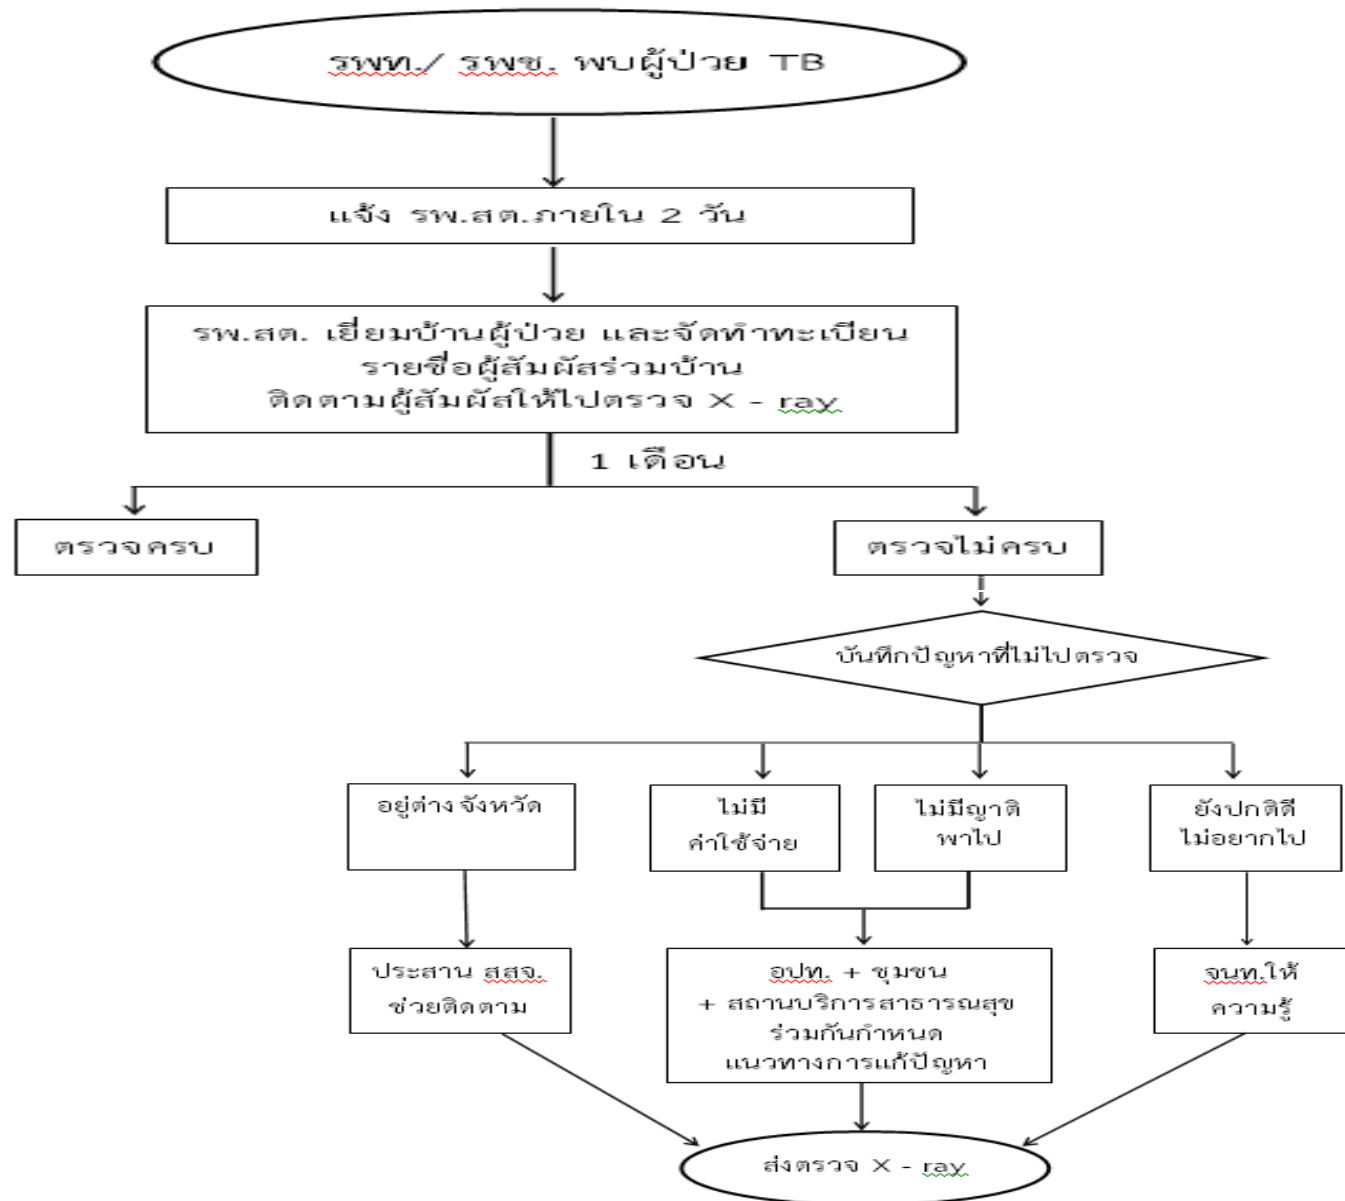 รพท./ รพช. พบผู้ป่วย TB
แจ้ง รพ.สต.ภายใน 2 วัน
รพ.สต. เยี่ยมบ้านผู้ป่วย และจัดทำทะเบียน
รายชื่อผู้สัมผัสร่วมบ้าน
ติดตามผู้สัมผัสให้ไปตรวจ X - ray
1 เดือน
ตรวจครบ
ตรวจไม่ครบ
บันทึกปัญหาที่ไม่ไปตรวจ
อยู่ต่างจังหวัด
ไม่มี
ค่าใช้จ่าย
ไม่มีญาติ
พาไป
ยังปกติดี
ไม่อยากไป
ประสาน สสจ.
ช่วยติดตาม
อปท. + ชุมชน
+ สถานบริการสาธารณสุข
ร่วมกันกำหนด
แนวทางการแก้ปัญหา
จนท.ให้
ความรู้
ส่งตรวจ X - ray